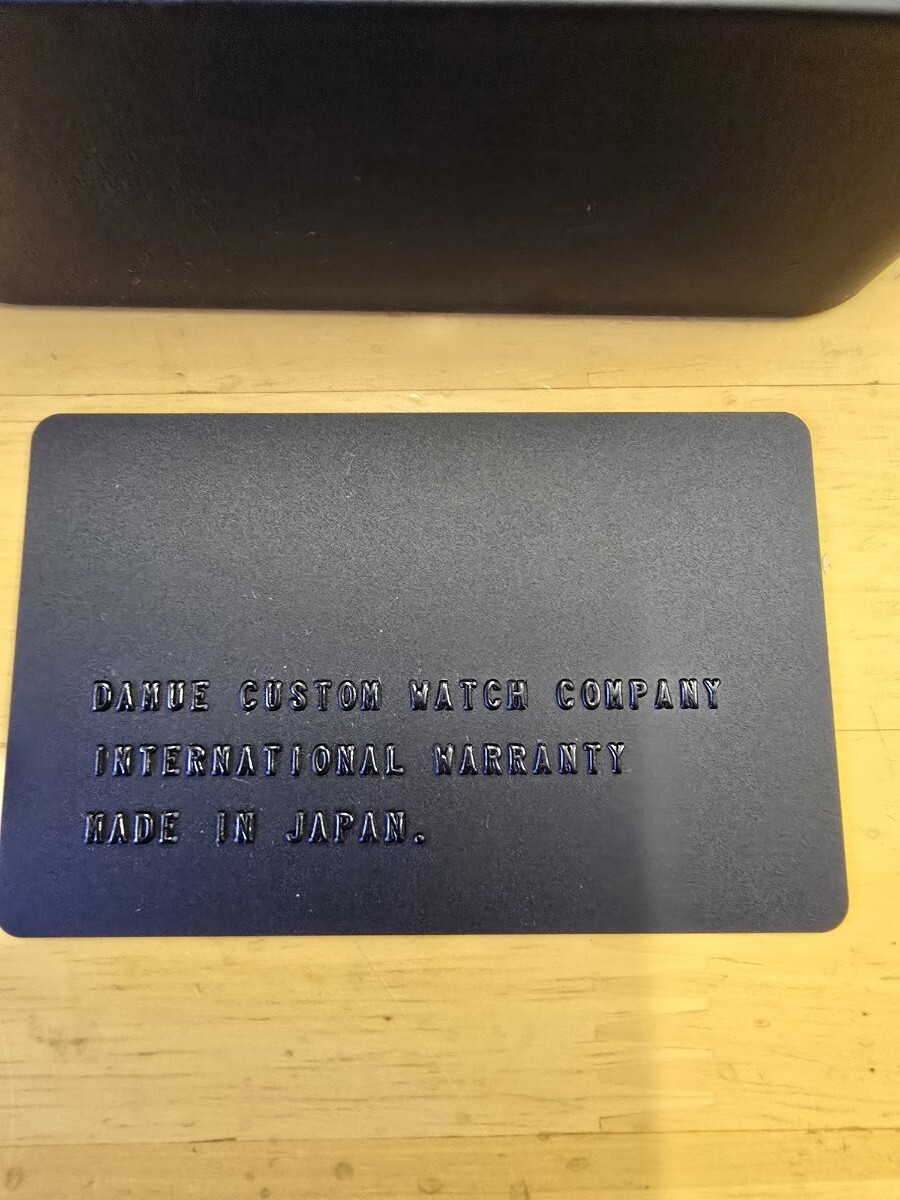 DAMUE CUSTOM WATCH COMPANY
INTERNATIONAL WARRANTY
MADE IN JAPAN.